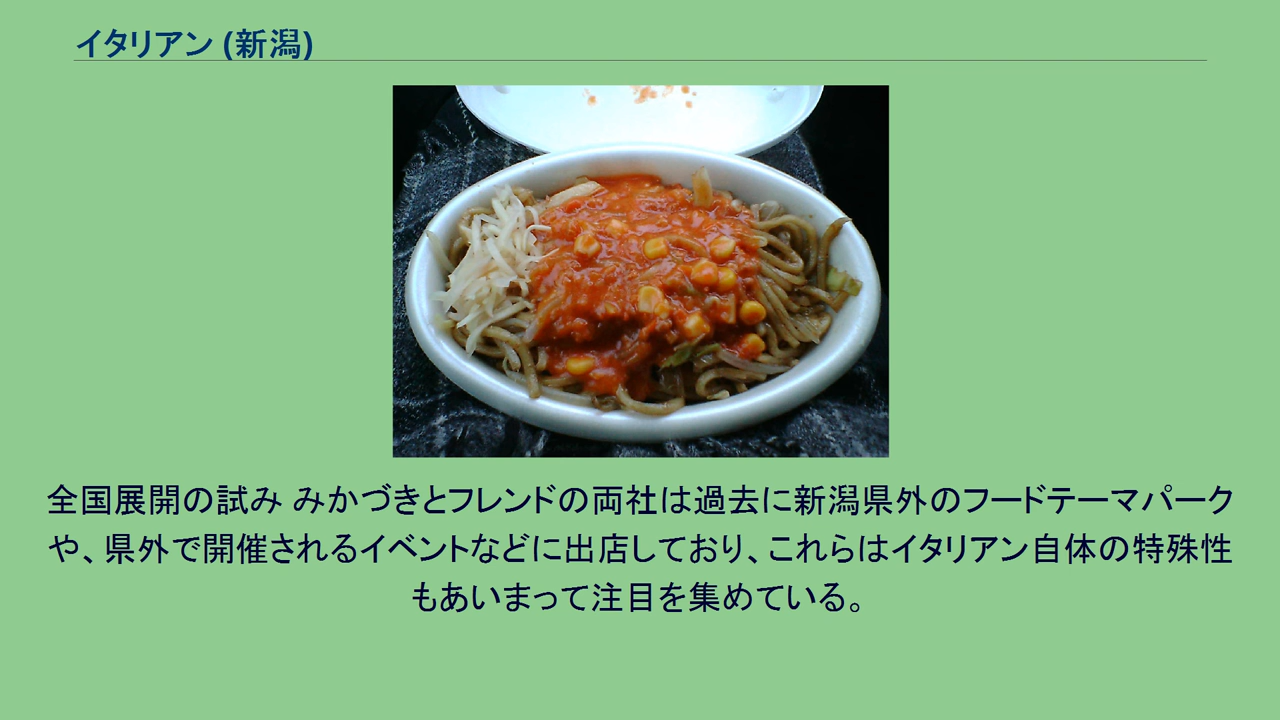 イタリアン (新潟)
全国展開の試み みかづきとフレンドの両社は過去に新潟県外のフードテーマパーク
や、県外で開催されるイベントなどに出店しており、これらはイタリアン自体の特殊性
もあいまって注目を集めている。